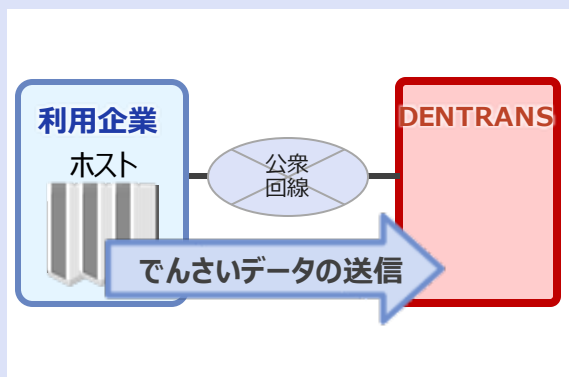 利用企業
ホスト
公衆
回線
DENTRANS
でんさいデータの送信